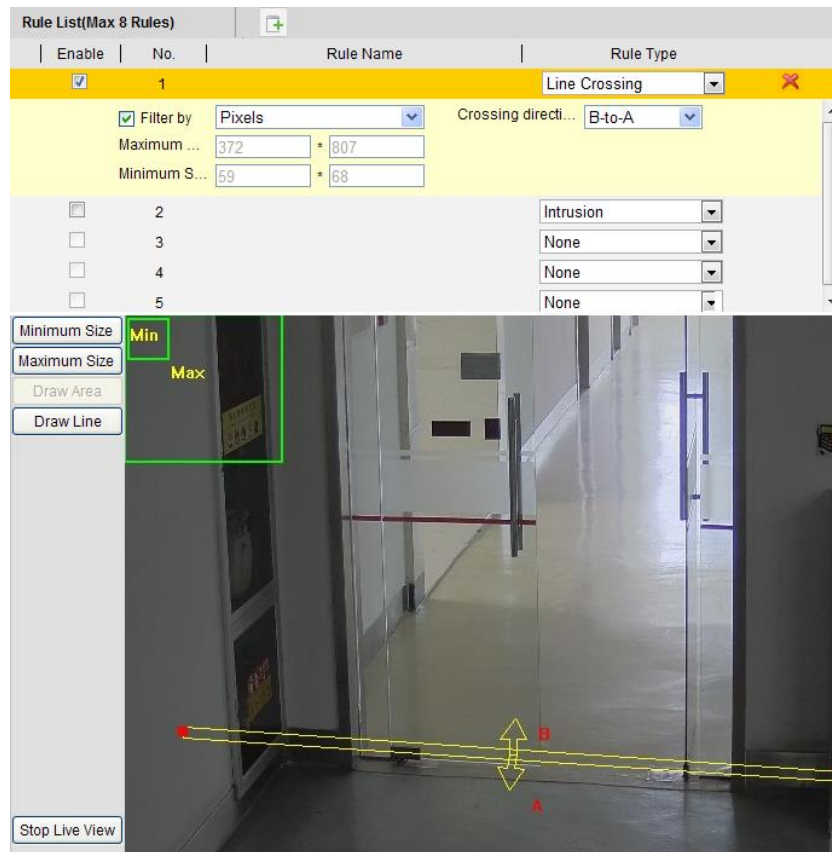 Rule List(Max 8 Rules)
Enable No. Rule Name Rule Type
1 Line Crossing
Filter by Pixels Crossing directi... B-to-A
Maximum ... 372 * 807
Minimum S... 59 * 68
2 Intrusion
3 None
4 None
5 None
Minimum Size
Maximum Size
Draw Area
Draw Line
Stop Live View
Min
Max
B
A